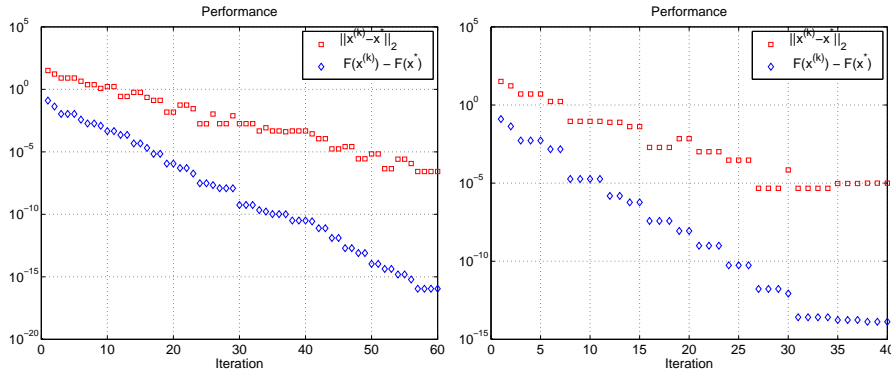 Performance
10^5
10^0
10^-5
10^-10
10^-15
10^-20
0 10 20 30 40 50 60
Iteration
||x^(k)−x^*||_2
F(x^(k)) − F(x^*)
Performance
10^5
10^0
10^-5
10^-10
10^-15
0 5 10 15 20 25 30 35 40
Iteration
||x^(k)−x^*||_2
F(x^(k)) − F(x^*)